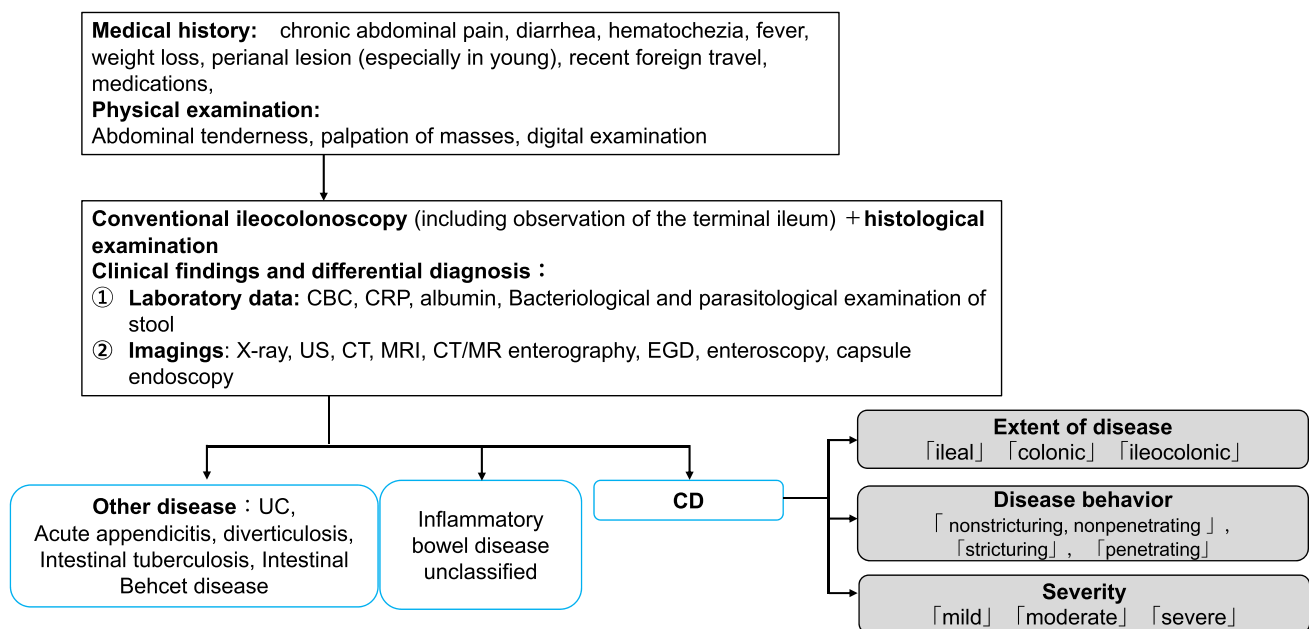 Medical history: chronic abdominal pain, diarrhea, hematochezia, fever,
weight loss, perianal lesion (especially in young), recent foreign travel,
medications,
Physical examination:
Abdominal tenderness, palpation of masses, digital examination
Conventional ileocolonoscopy (including observation of the terminal ileum) ＋histological
examination
Clinical findings and differential diagnosis：
① Laboratory data: CBC, CRP, albumin, Bacteriological and parasitological examination of
stool
② Imagings: X-ray, US, CT, MRI, CT/MR enterography, EGD, enteroscopy, capsule
endoscopy
Other disease：UC,
Acute appendicitis, diverticulosis,
Intestinal tuberculosis, Intestinal
Behcet disease
Inflammatory
bowel disease
unclassified
CD
Extent of disease
「ileal」「colonic」「ileocolonic」
Disease behavior
「nonstricturing, nonpenetrating」,
「stricturing」, 「penetrating」
Severity
「mild」「moderate」「severe」